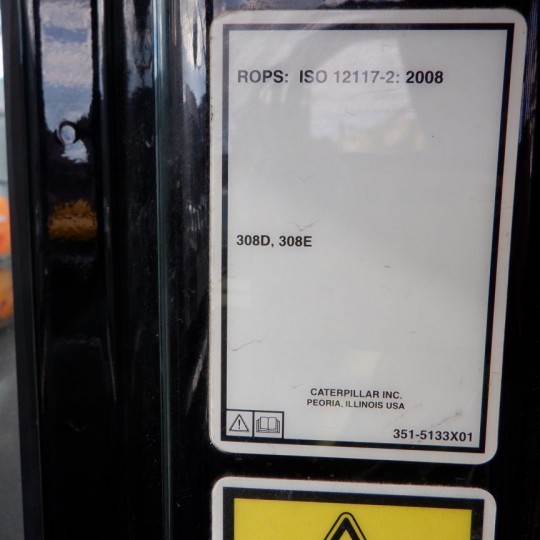 ROPS: ISO 12117-2: 2008
308D, 308E
CATERPILLAR INC.
PEORIA, ILLINOIS USA
351-5133X01